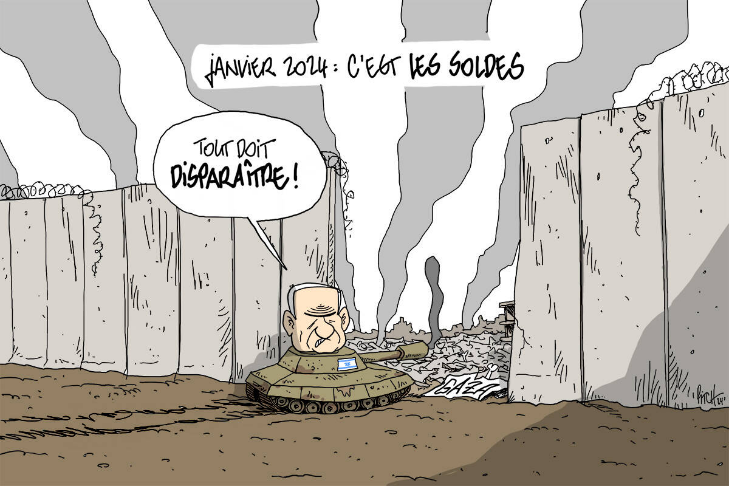 JANVIER 2024 : C'EST LES SOLDES
TOUT DOIT
DISPARAÎTRE !
GAZA